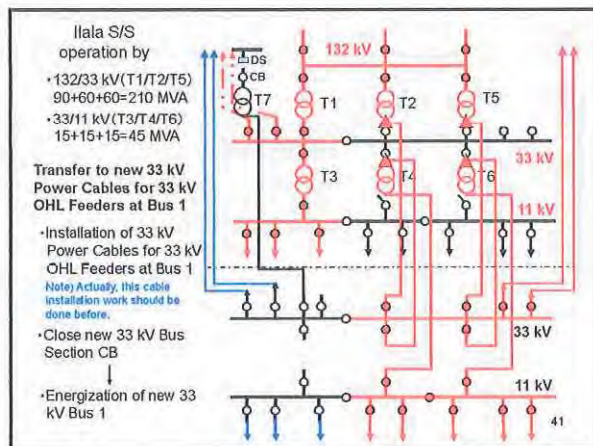 Ilala S/S
operation by
•132/33 kV(T1/T2/T5)
90+60+60=210 MVA
•33/11 kV(T3/T4/T6)
15+15+15=45 MVA
Transfer to new 33 kV
Power Cables for 33 kV
OHL Feeders at Bus 1
•Installation of 33 kV
Power Cables for 33 kV
OHL Feeders at Bus 1
Note) Actually, this cable
installation work should be
done before.
•Close new 33 kV Bus
Section CB
•Energization of new 33
kV Bus 1
132 kV
DS
CB
T7
T1
T2
T5
33 kV
T3
T4
T6
11 kV
33 kV
11 kV
41